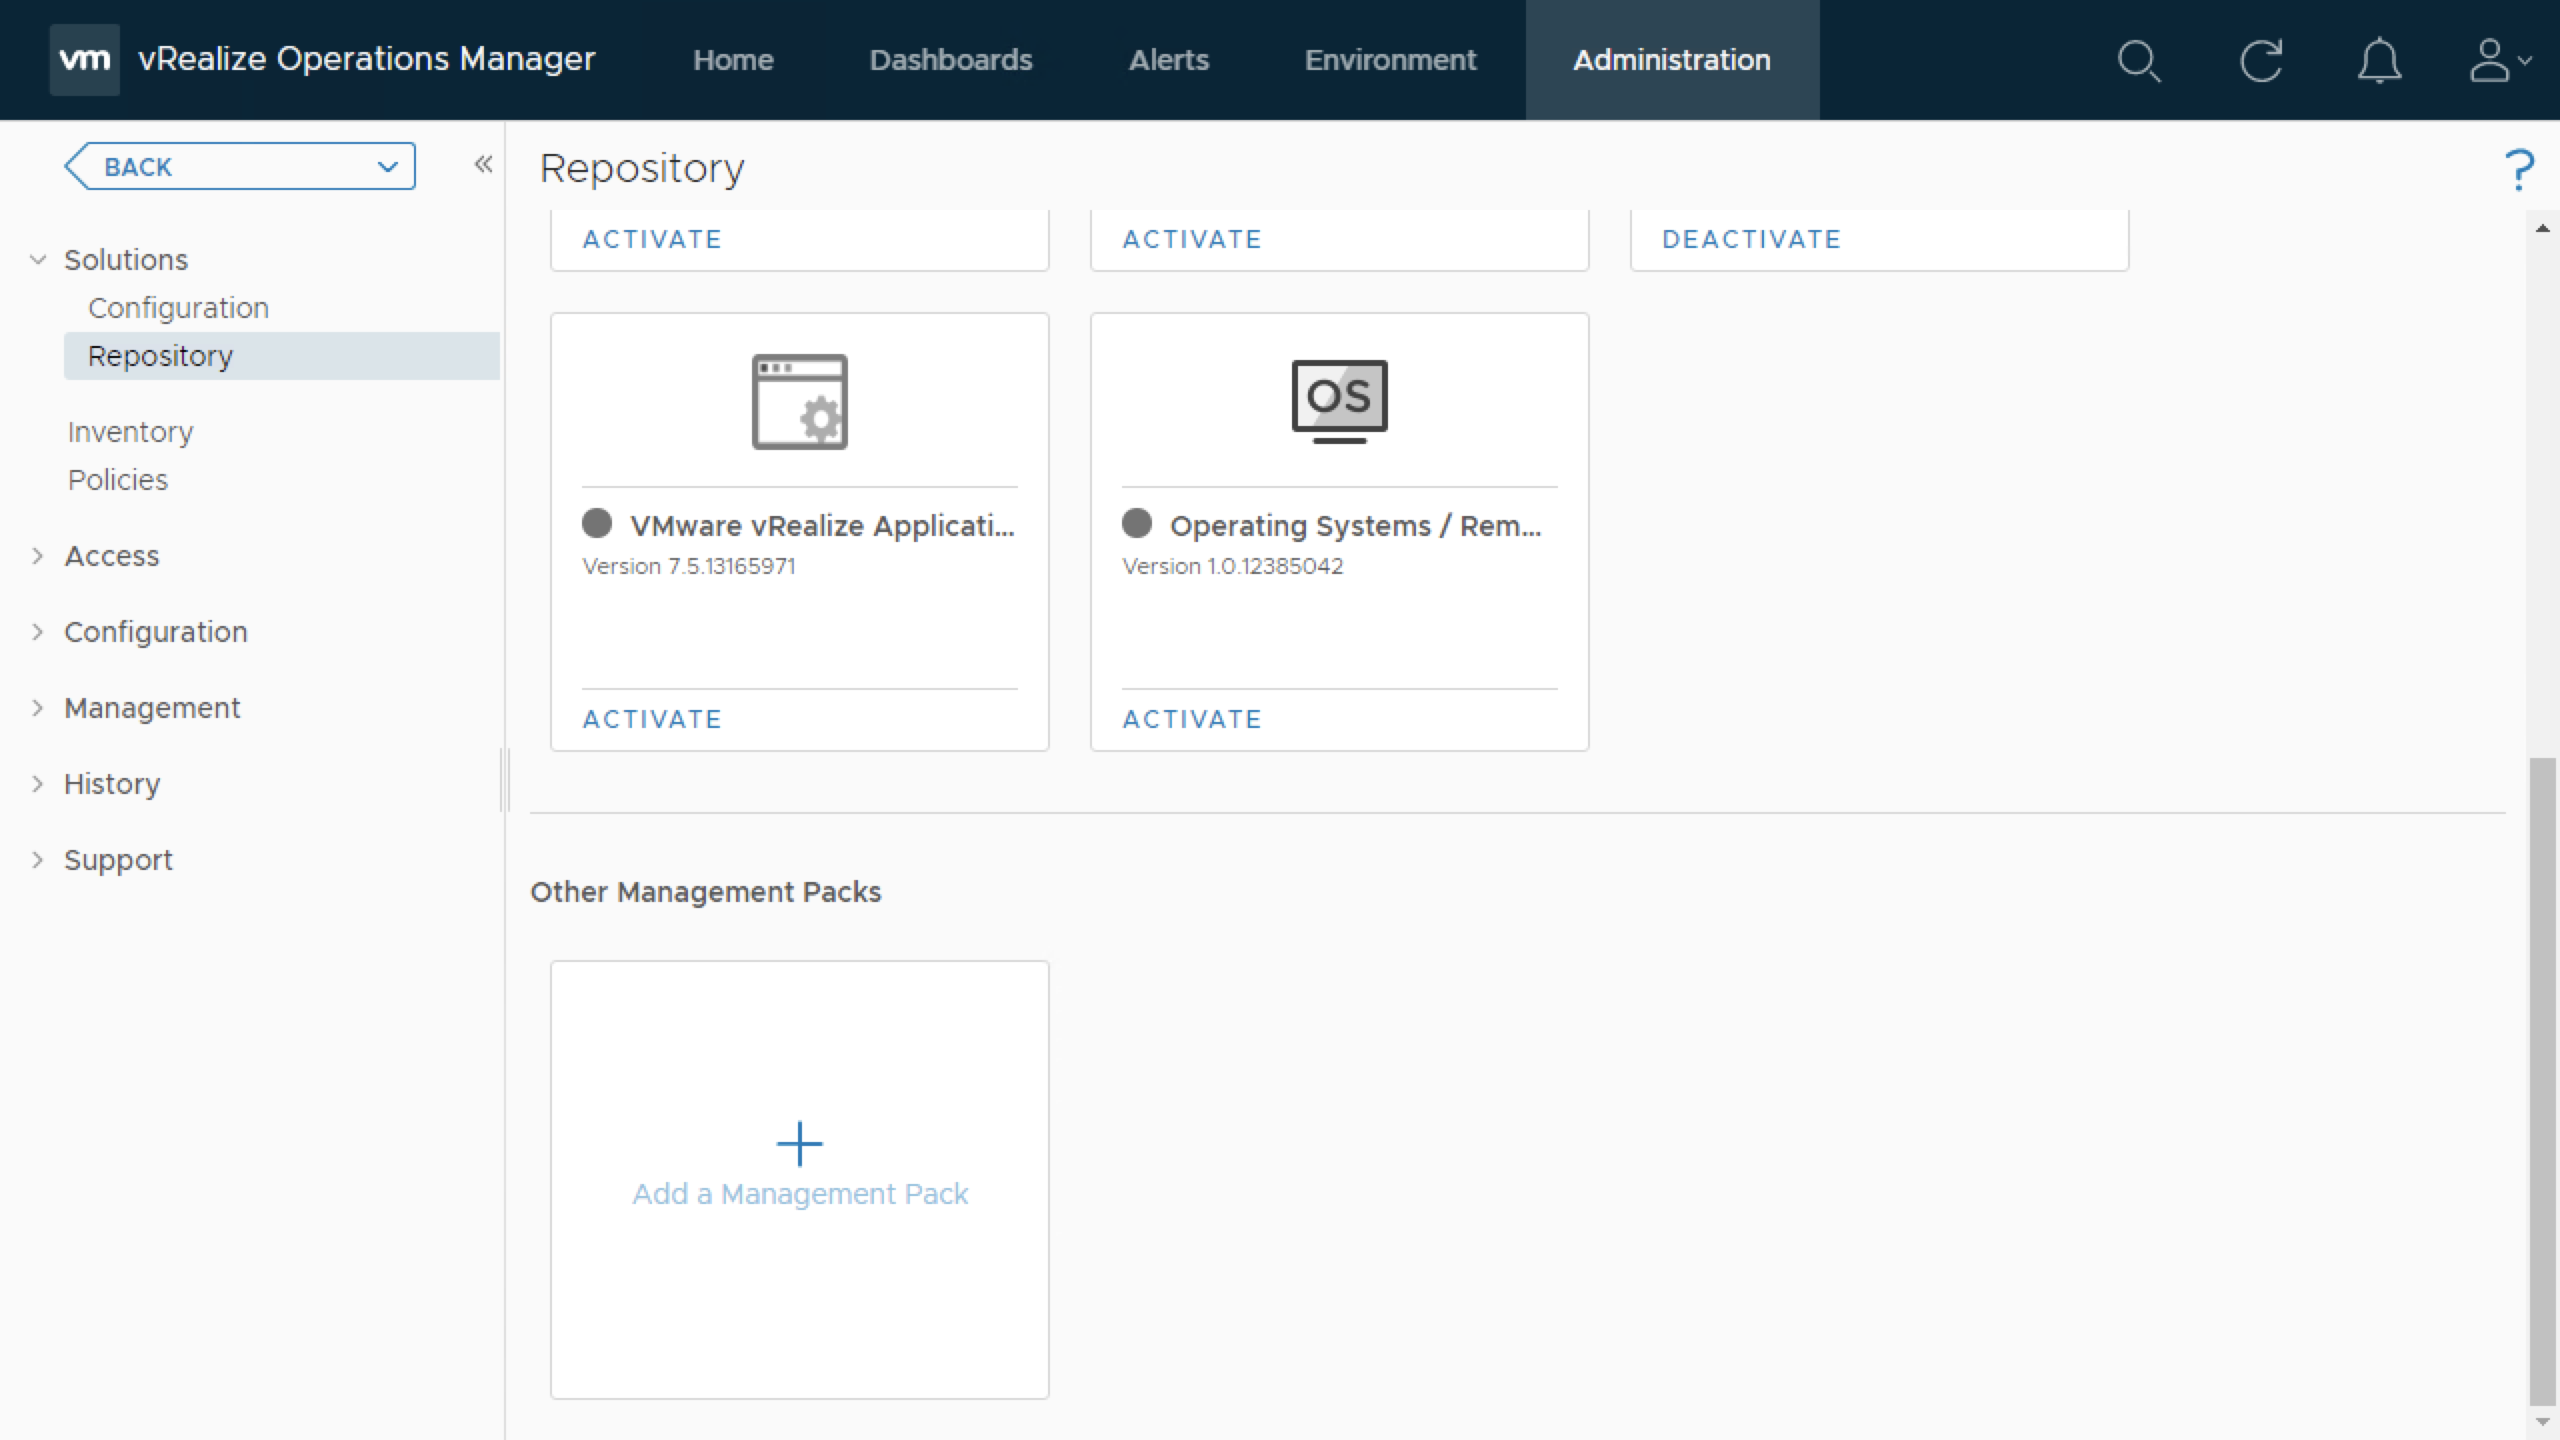 vm vRealize Operations Manager Home Dashboards Alerts Environment Administration
BACK
Solutions
Configuration
Repository
Inventory
Policies
Access
Configuration
Management
History
Support
Repository
?
ACTIVATE ACTIVATE DEACTIVATE
OS
VMware vRealize Applicati... Operating Systems / Rem...
Version 7.5.13165971 Version 1.0.12385042
ACTIVATE ACTIVATE
Other Management Packs
Add a Management Pack